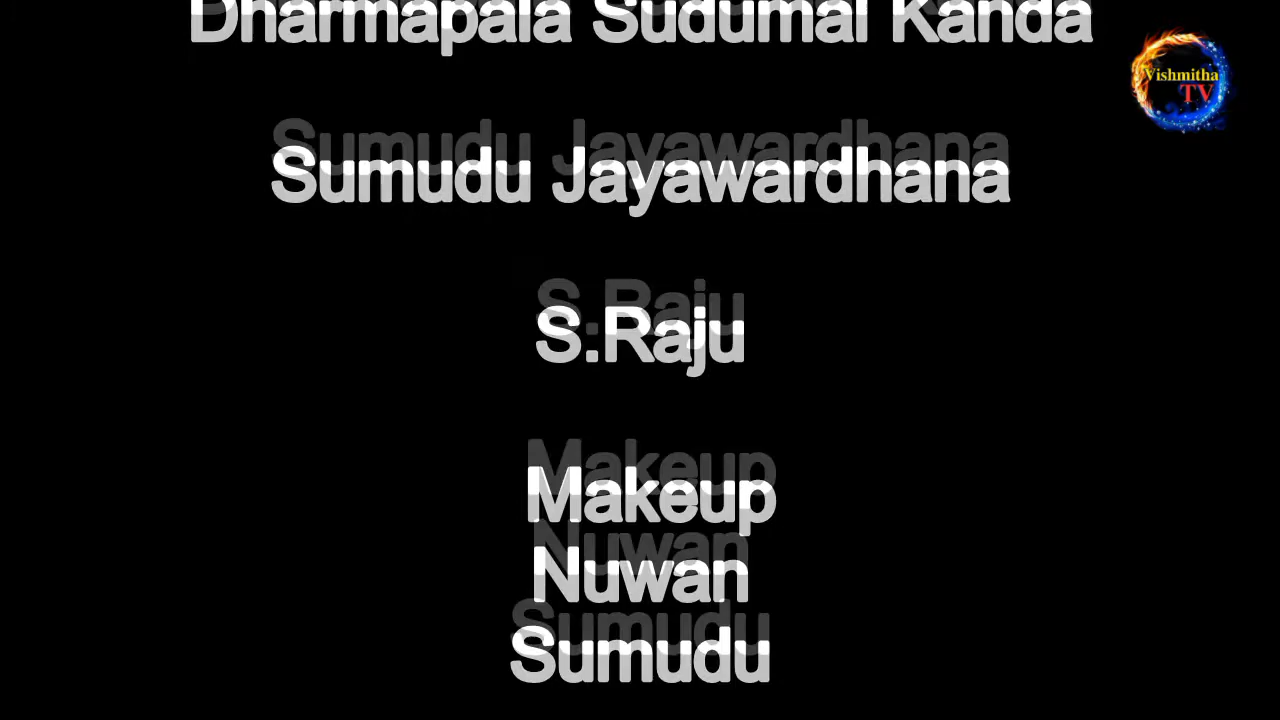 Dharmapala Sudumal Kanda
Vishmitha
TV
Sumudu Jayawardhana
S.Raju
Makeup
Nuwan
Sumudu